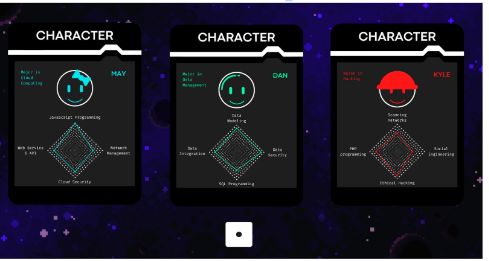 CHARACTER
Major in
Cloud
Computing
MAY
JavaScript Programming
Web Service
& API
Network
Management
Cloud Security
CHARACTER
Major in
Data
Management
DAN
Data
Modeling
Data
Integration
Data
Security
SQL Programming
CHARACTER
Major in
Hacking
KYLE
Scanning
Networks
PHP
programming
Social
Engineering
Ethical Hacking